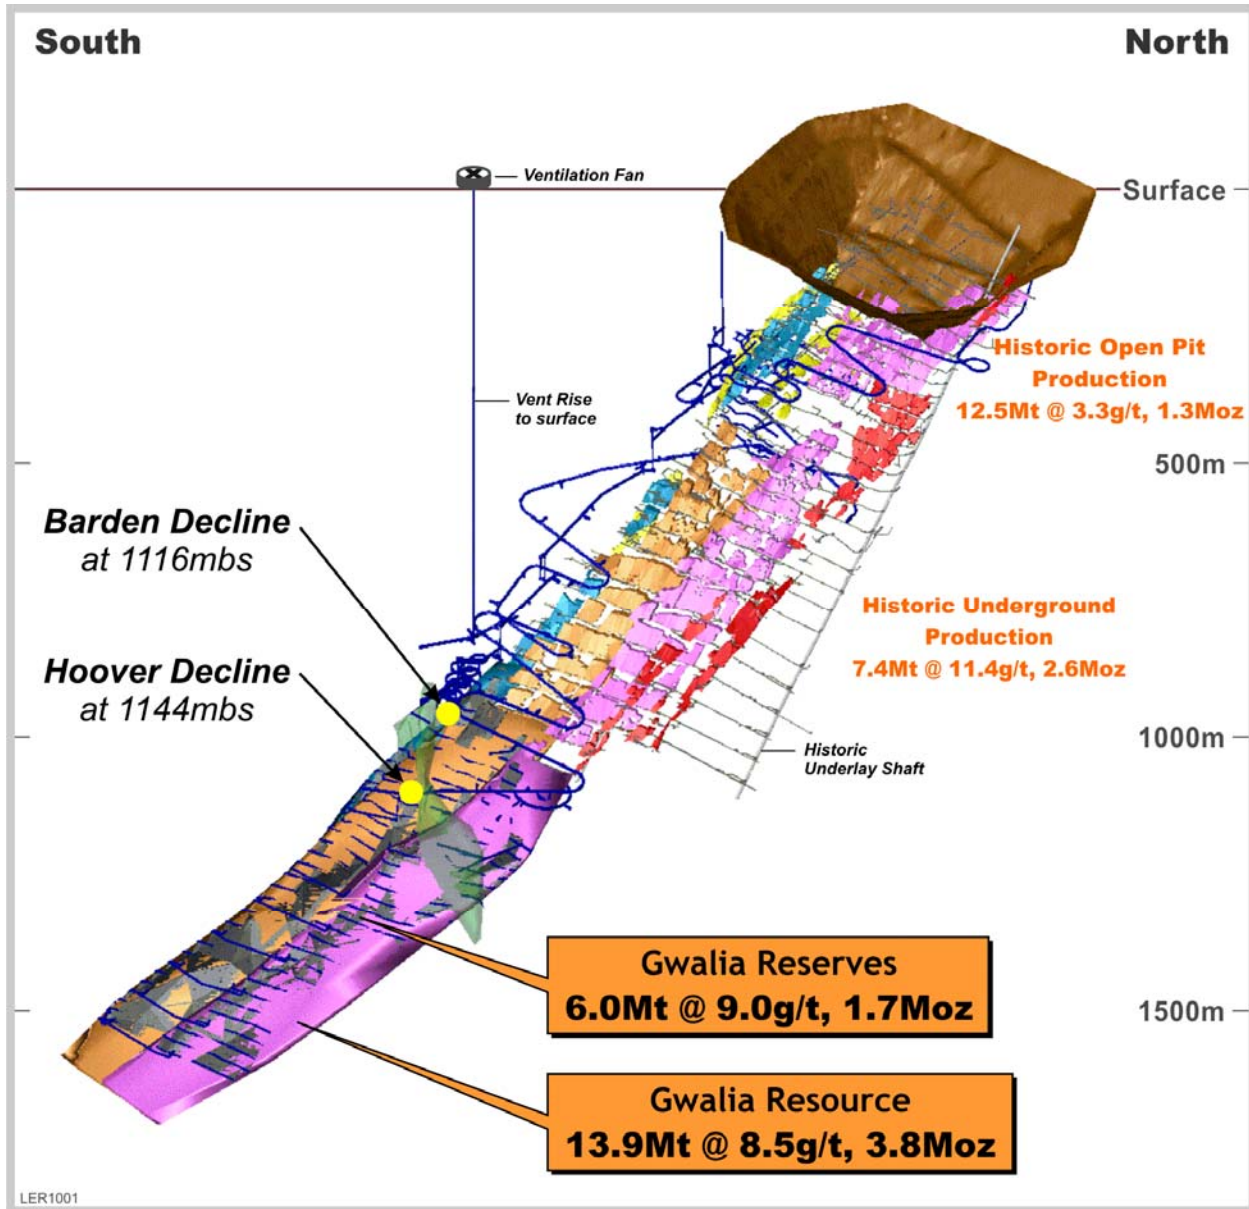 South
North
Ventilation Fan
Surface
Historic Open Pit
Production
12.5Mt @ 3.3g/t, 1.3Moz
Vent Rise
to surface
500m
Barden Decline
at 1116mbs
Historic Underground
Production
7.4Mt @ 11.4g/t, 2.6Moz
Hoover Decline
at 1144mbs
1000m
Historic
Underlay Shaft
Gwalia Reserves
6.0Mt @ 9.0g/t, 1.7Moz
1500m
Gwalia Resource
13.9Mt @ 8.5g/t, 3.8Moz
LER1001